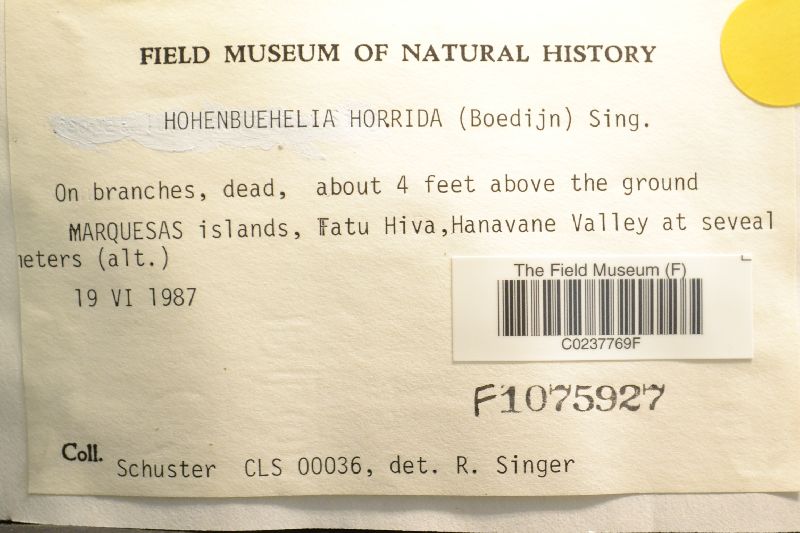 FIELD MUSEUM OF NATURAL HISTORY
HOHENBUEHELIA HORRIDA (Boedijn) Sing.
On branches, dead, about 4 feet above the ground
MARQUESAS islands, Fatu Hiva, Hanavane Valley at seveal
meters (alt.)
19 VI 1987
The Field Museum (F)
C0237769F
F1075927
Coll. Schuster CLS 00036, det. R. Singer